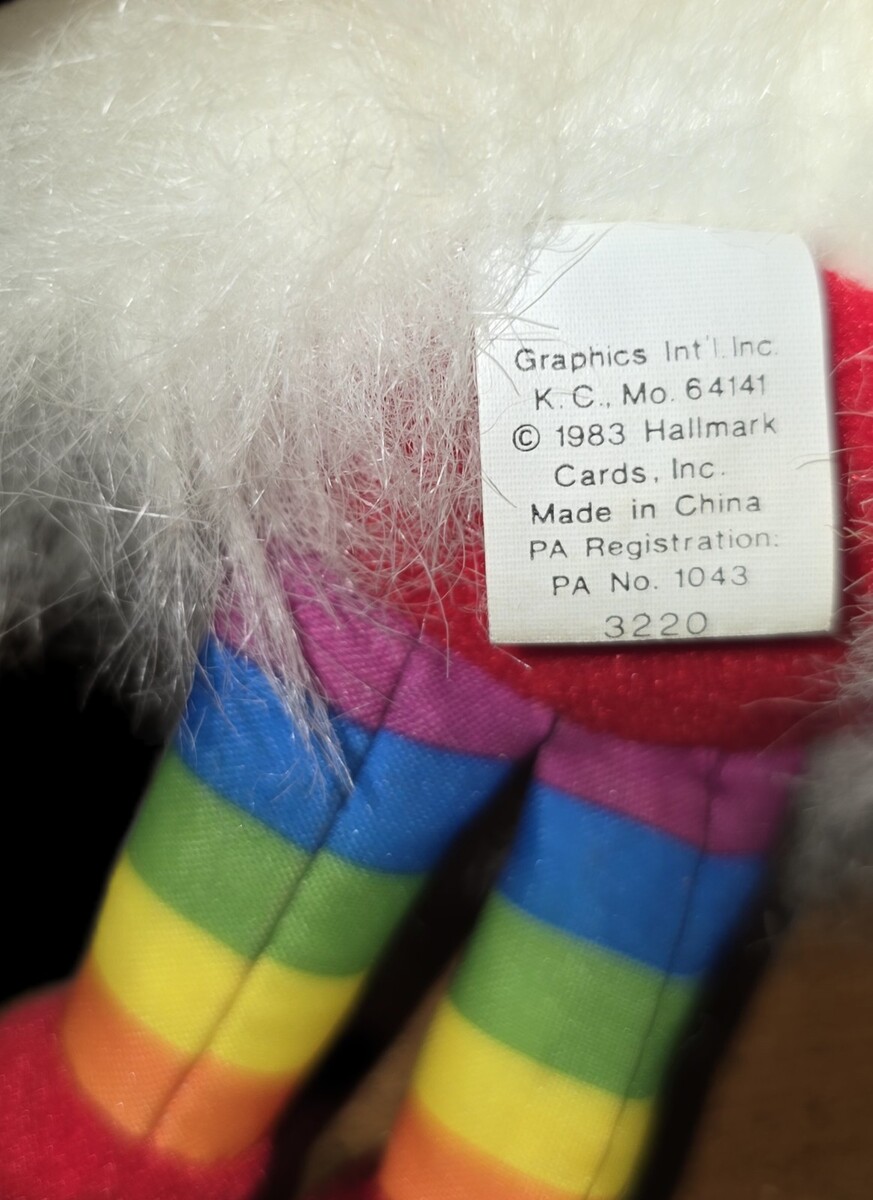 Graphics Int'l. Inc.
K.C., Mo. 64141
© 1983 Hallmark
Cards, Inc.
Made in China
PA Registration:
PA No. 1043
3220